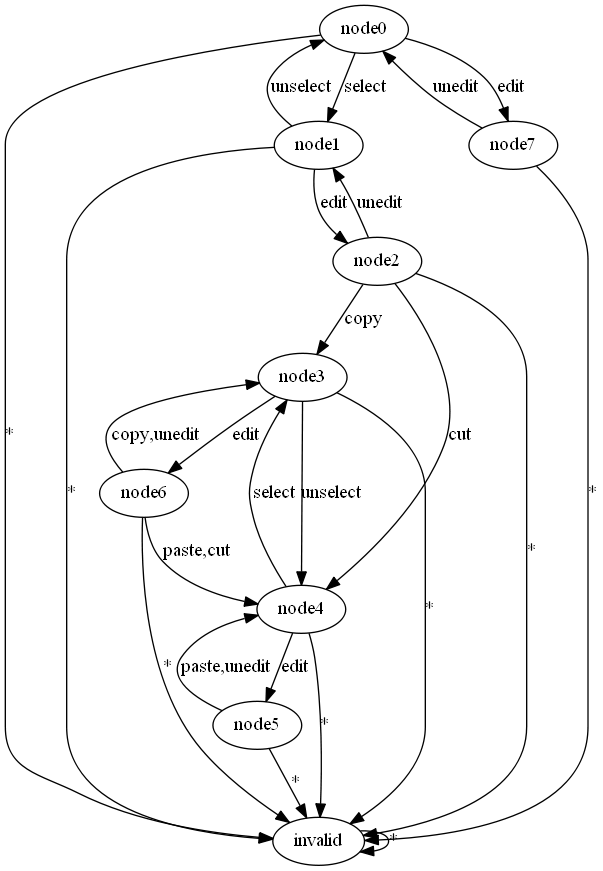 node0
unselect
select
unedit
edit
node1
node7
edit
unedit
node2
copy
node3
*
copy,unedit
edit
cut
node6
*
select
unselect
*
paste,cut
*
node4
*
*
paste,unedit
edit
node5
*
*
invalid
*